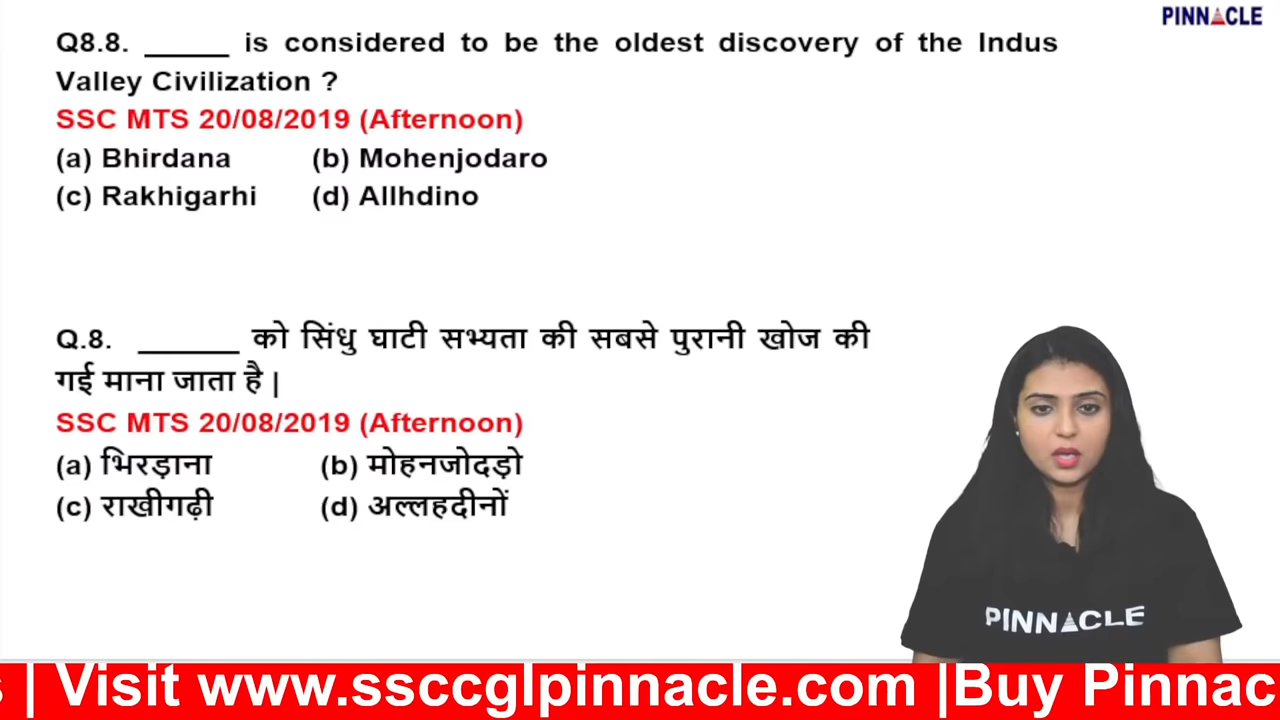 PINNACLE
Q8.8. _____ is considered to be the oldest discovery of the Indus
Valley Civilization ?
SSC MTS 20/08/2019 (Afternoon)
(a) Bhirdana (b) Mohenjodaro
(c) Rakhigarhi (d) Allhdino
Q.8. ______ को सिंधु घाटी सभ्यता की सबसे पुरानी खोज की
गई माना जाता है |
SSC MTS 20/08/2019 (Afternoon)
(a) भिरड़ाना (b) मोहनजोदड़ो
(c) राखीगढ़ी (d) अल्लहदीनों
PINNACLE
| Visit www.ssccglpinnacle.com |Buy Pinnac